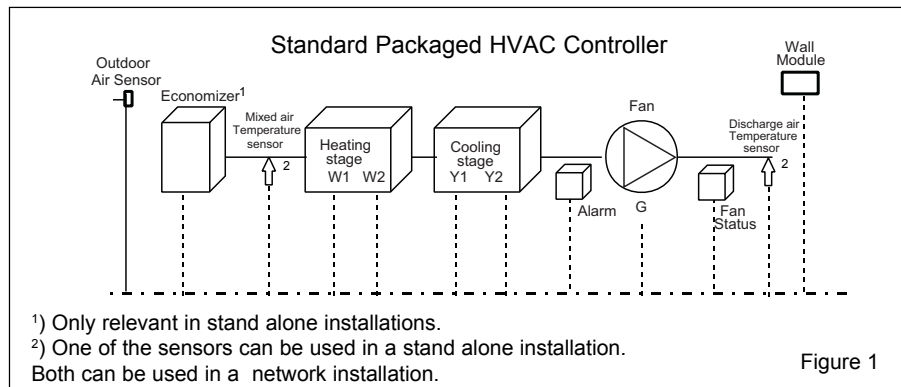 Standard Packaged HVAC Controller
Wall
Module
Outdoor
Air Sensor
Economizer¹
Mixed air
Temperature
sensor
2
Heating
stage
W1 W2
Cooling
stage
Y1 Y2
Fan
G
Alarm
Fan
Status
Discharge air
Temperature
sensor
2
¹) Only relevant in stand alone installations.
²) One of the sensors can be used in a stand alone installation.
Both can be used in a network installation.
Figure 1